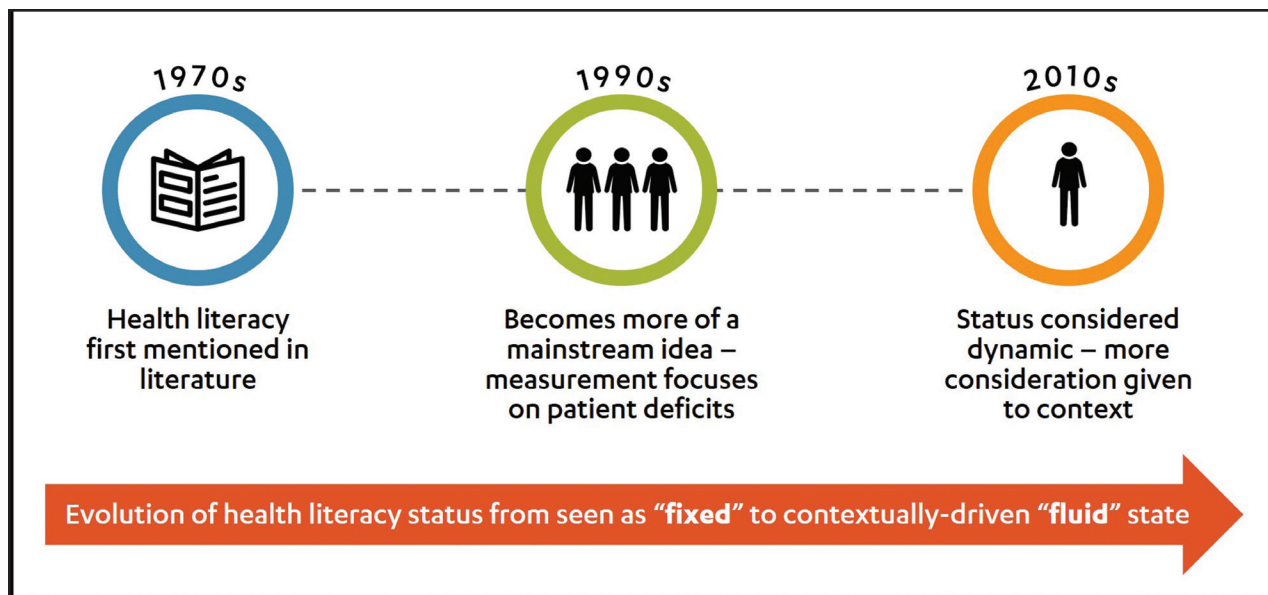 1970s
1990s
2010s
Health literacy
first mentioned in
literature
Becomes more of a
mainstream idea –
measurement focuses
on patient deficits
Status considered
dynamic – more
consideration given
to context
Evolution of health literacy status from seen as “fixed” to contextually-driven “fluid” state